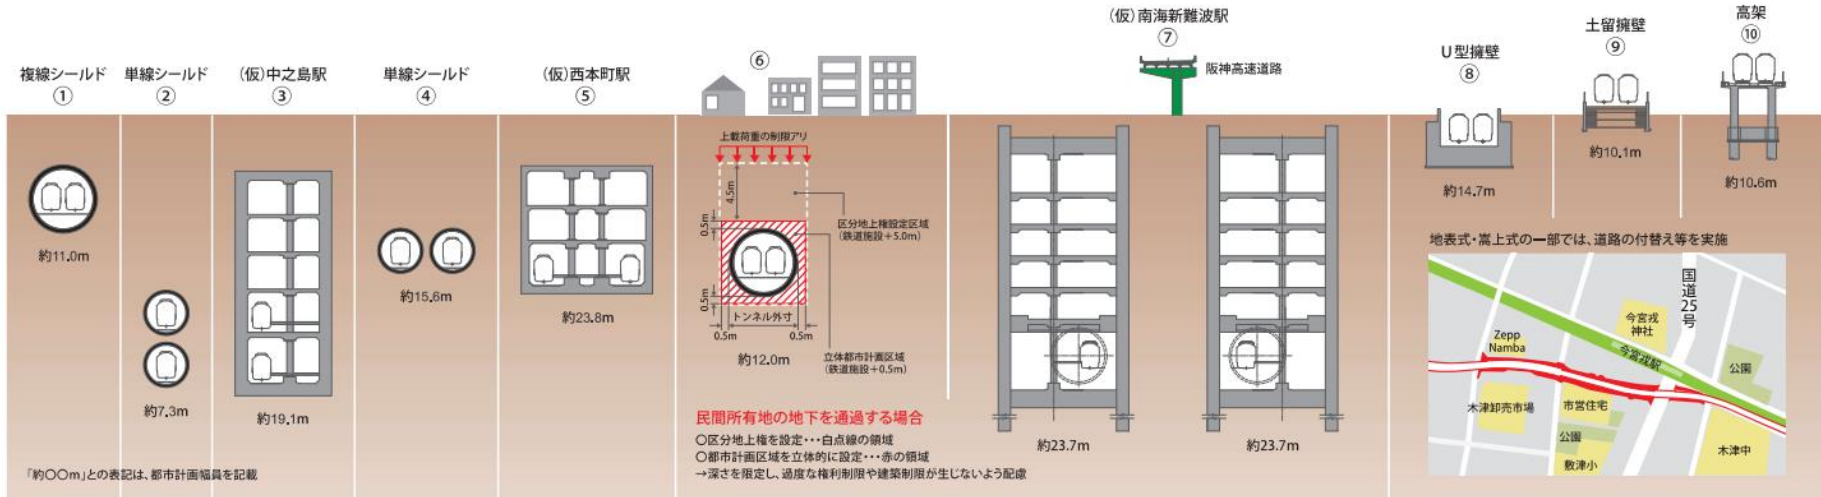 複線シールド
①
約11.0m
単線シールド
②
約7.3m
(仮)中之島駅
③
約19.1m
単線シールド
④
約15.6m
(仮)西本町駅
⑤
約23.8m
⑥
上載荷重の制限アリ
4.5m
0.5m
0.5m
トンネル外寸
0.5m
0.5m
約12.0m
区分地上権設定区域
(鉄道施設+5.0m)
立体都市計画区域
(鉄道施設+0.5m)
民間所有地の地下を通過する場合
○区分地上権を設定・・・白点線の領域
○都市計画区域を立体的に設定・・・赤の領域
→深さを限定し、過度な権利制限や建築制限が生じないよう配慮
(仮)南海新難波駅
⑦
阪神高速道路
約23.7m
約23.7m
U型擁壁
⑧
約14.7m
土留擁壁
⑨
約10.1m
高架
⑩
約10.6m
地表式・嵩上式の一部では、道路の付替え等を実施
国道25号
今宮戎
神社
Zepp
Namba
今宮戎駅
公園
木津卸売市場
市営住宅
公園
敷津小
木津中
「約○○m」との表記は、都市計画幅員を記載